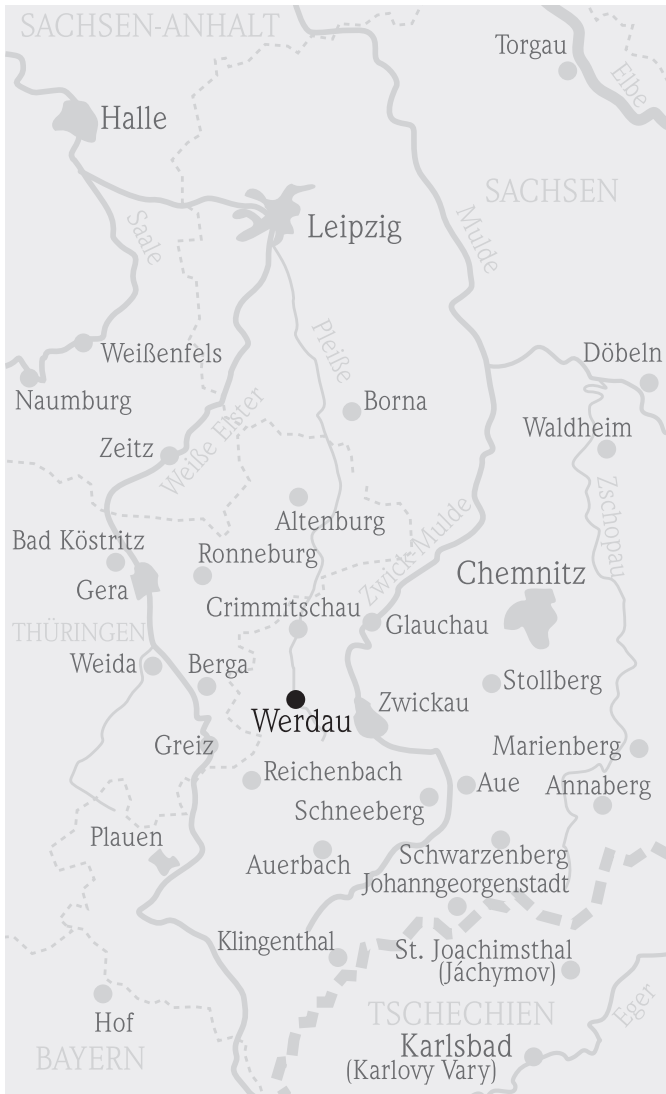 SACHSEN-ANHALT
Torgau
Elbe
Halle
SACHSEN
Leipzig
Saale
Mulde
Pleiße
Weißenfels
Döbeln
Naumburg
Borna
Weiße Elster
Waldheim
Zeitz
Zschopau
Altenburg
Bad Köstritz
Ronneburg
Zwick-Mulde
Chemnitz
Gera
Crimmitschau
Glauchau
THÜRINGEN
Weida
Berga
Stollberg
Zwickau
Werdau
Greiz
Marienberg
Reichenbach
Aue
Annaberg
Schneeberg
Plauen
Auerbach
Schwarzenberg
Johanngeorgenstadt
Klingenthal
St. Joachimsthal
(Jáchymov)
Eger
TSCHECHIEN
Hof
Karlsbad
BAYERN
(Karlovy Vary)